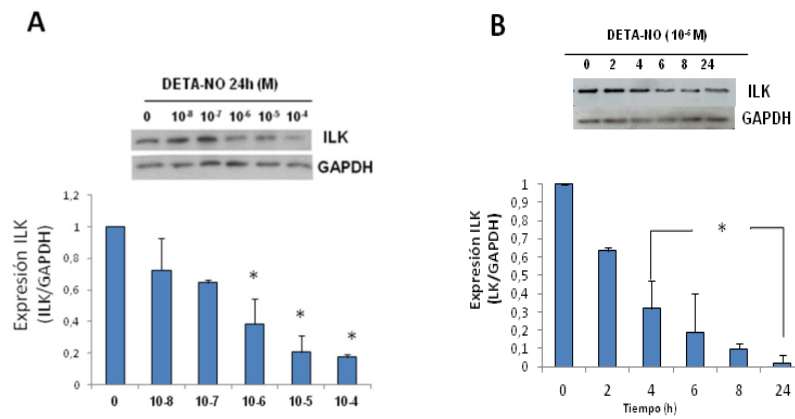 A
DETA-NO 24h (M)
0 10-8 10-7 10-6 10-5 10-4
ILK
GAPDH
Expresión ILK
(ILK/GAPDH)
1,2
1
0,8
0,6
0,4
0,2
0
* * *
0 10-8 10-7 10-6 10-5 10-4
B
DETA-NO (10-5 M)
0 2 4 6 8 24
ILK
GAPDH
Expresión ILK
(LK/GAPDH)
1
0,9
0,8
0,7
0,6
0,5
0,4
0,3
0,2
0,1
0
*
0 2 4 6 8 24
Tiempo (h)